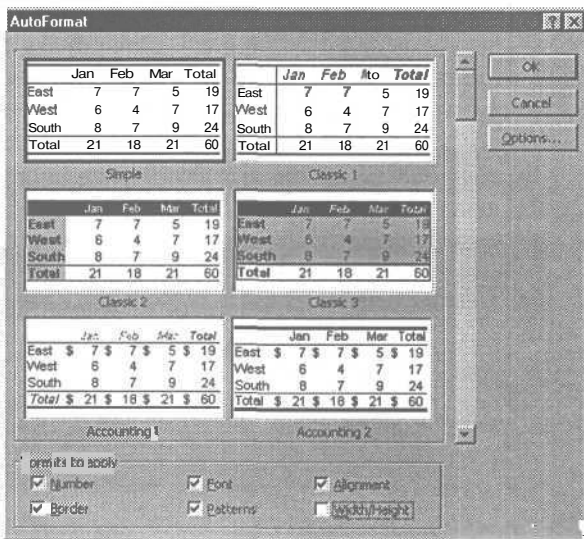 AutoFormat
Jan Feb Mar Total
East 7 7 5 19
West 6 4 7 17
South 8 7 9 24
Total 21 18 21 60
Simple
Jan Feb Mto Total
East 7 7 5 19
West 6 4 7 17
South 8 7 9 24
Total 21 18 21 60
Classic 1
OK
Cancel
Options...
Jan Feb Mar Total
East 7 7 5 19
West 6 4 7 17
South 8 7 9 24
Total 21 18 21 60
Classic 2
Jan Feb Mar Total
East 7 7 5 19
West 6 4 7 17
South 8 7 9 24
Total 21 18 21 60
Classic 3
Jan Feb Mar Total
East $ 7 $ 7 $ 5 $ 19
West 6 4 7 17
South 8 7 9 24
Total $ 21 $ 18 $ 21 $ 60
Accounting 1
Jan Feb Mar Total
East $ 7 $ 7 $ 5 $ 19
West 6 4 7 17
South 8 7 9 24
Total $ 21 $ 18 $ 21 $ 60
Accounting 2
to apply
Number
Font
Alignment
Border
Patterns
Width/Height